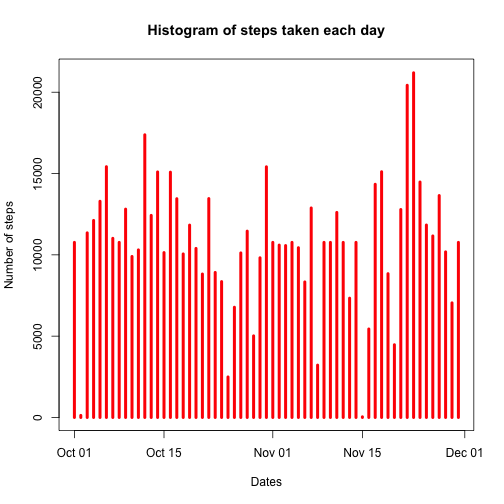 Histogram of steps taken each day
Number of steps
20000
15000
10000
5000
0
Oct 01 Oct 15 Nov 01 Nov 15 Dec 01
Dates